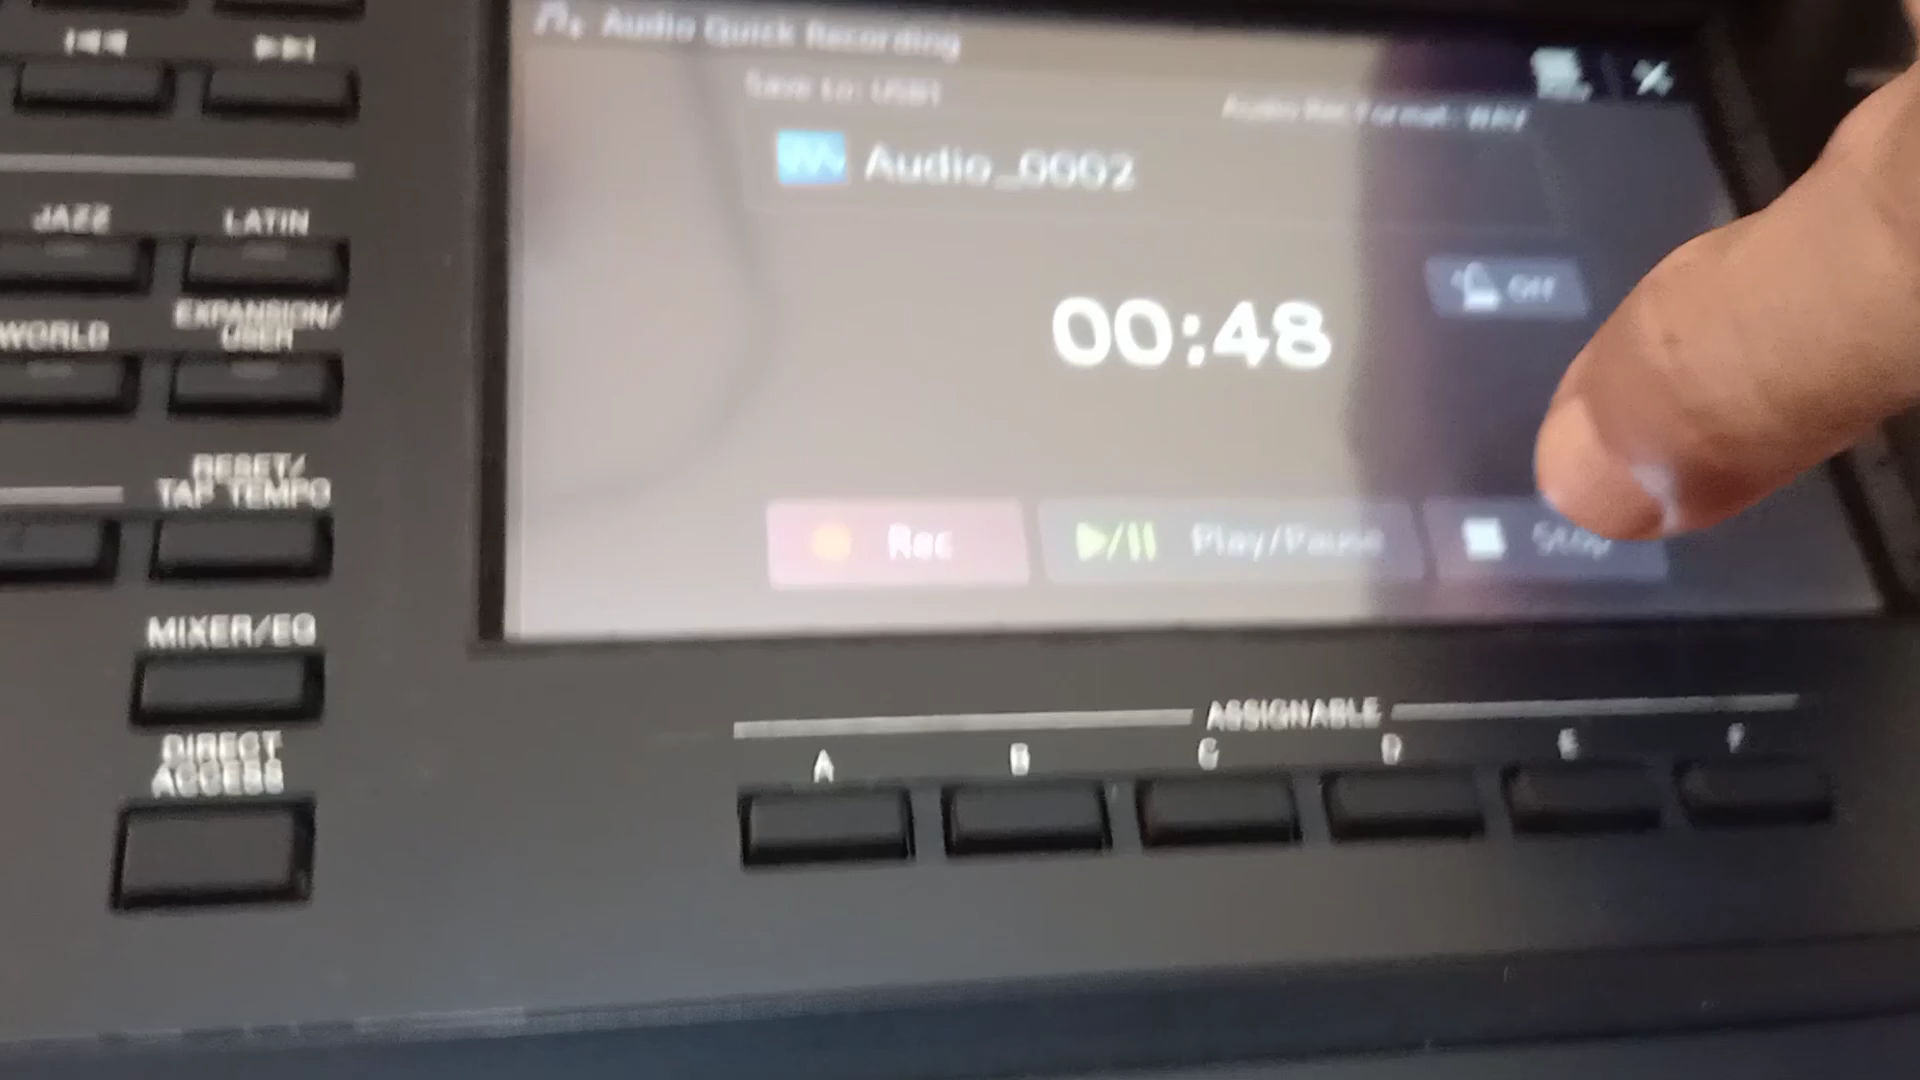 Audio Quick Recording
Save to: USB1
Audio Rec Format: WAV
Audio_0002
Off
00:48
Rec
Play/Pause
Stop
JAZZ
LATIN
WORLD
EXPANSION/
USER
RESET/
TAP TEMPO
MIXER/EQ
DIRECT
ACCESS
ASSIGNABLE
A B C D E F